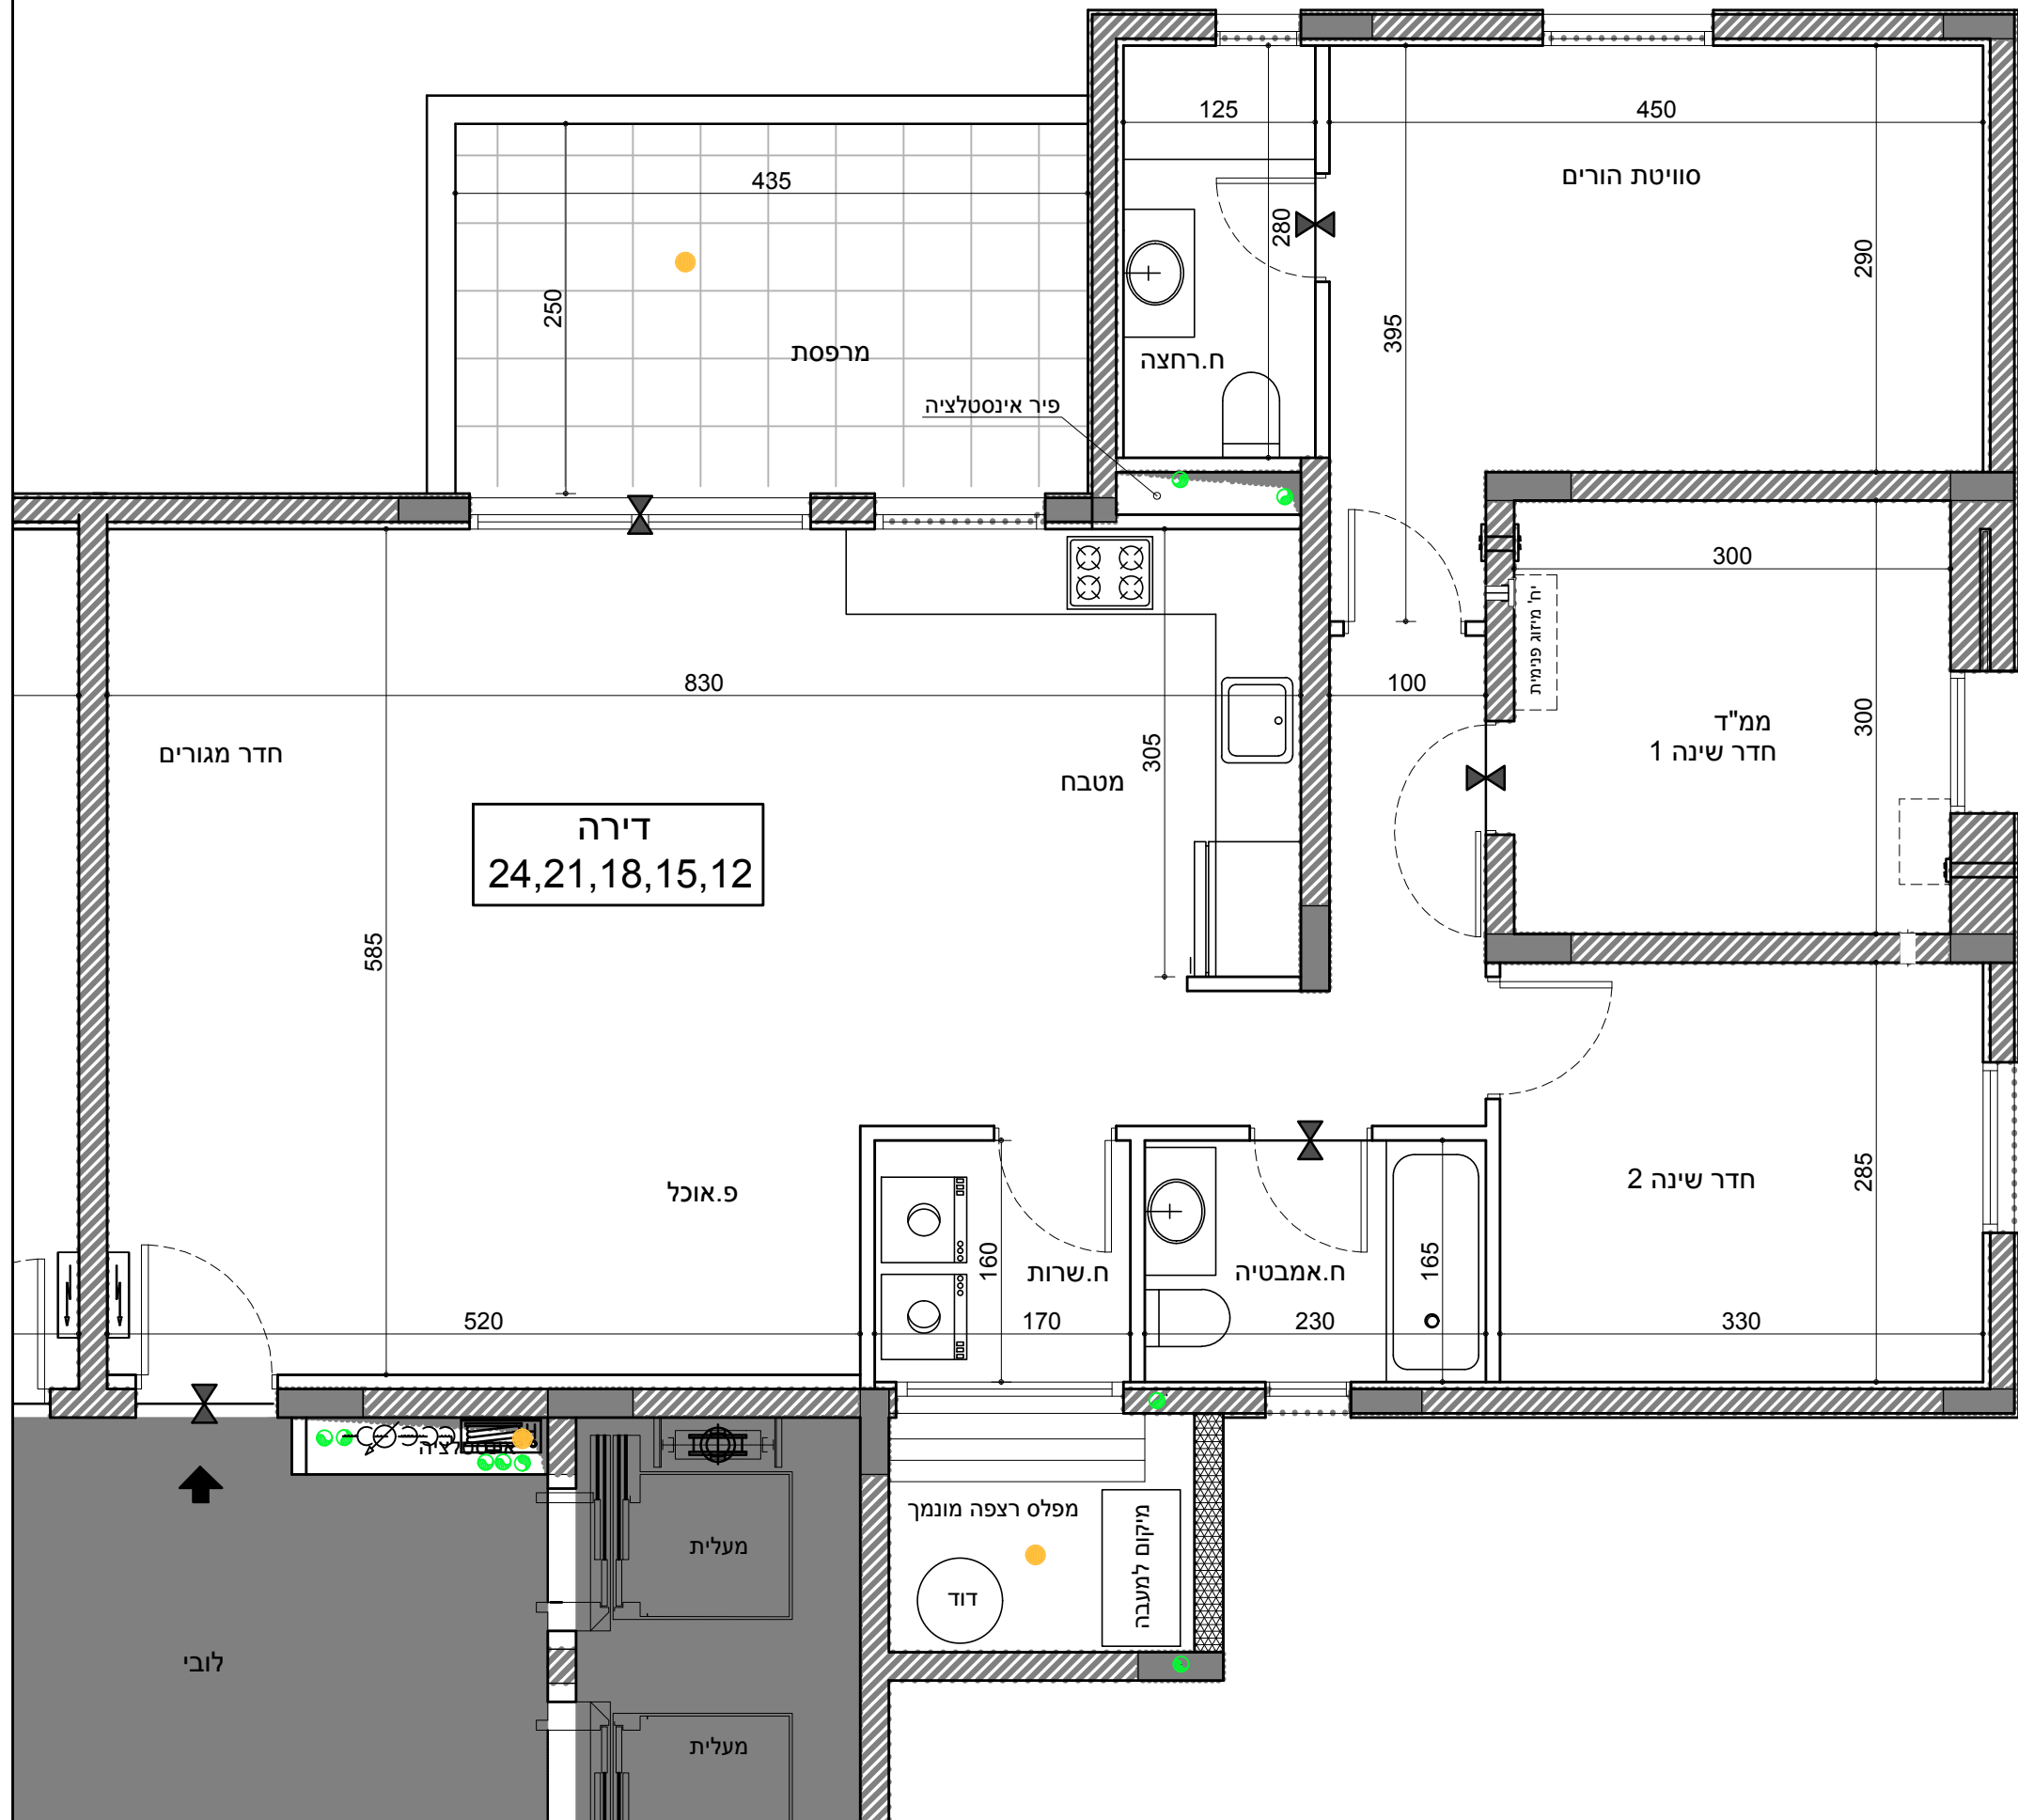 125
450
סוויטת הורים
435
280
290
250
395
מרפסת
ח.רחצה
פיר אינסטלציה
300
יח' מיזוג פנימית
830
100
300
ממ"ד
חדר שינה 1
חדר מגורים
305
מטבח
דירה
24,21,18,15,12
585
פ.אוכל
285
חדר שינה 2
160
ח.שרות
ח.אמבטיה
165
520
170
230
330
אינסטלציה
מפלס רצפה מונמך
מיקום למעבה
מעלית
דוד
לובי
מעלית